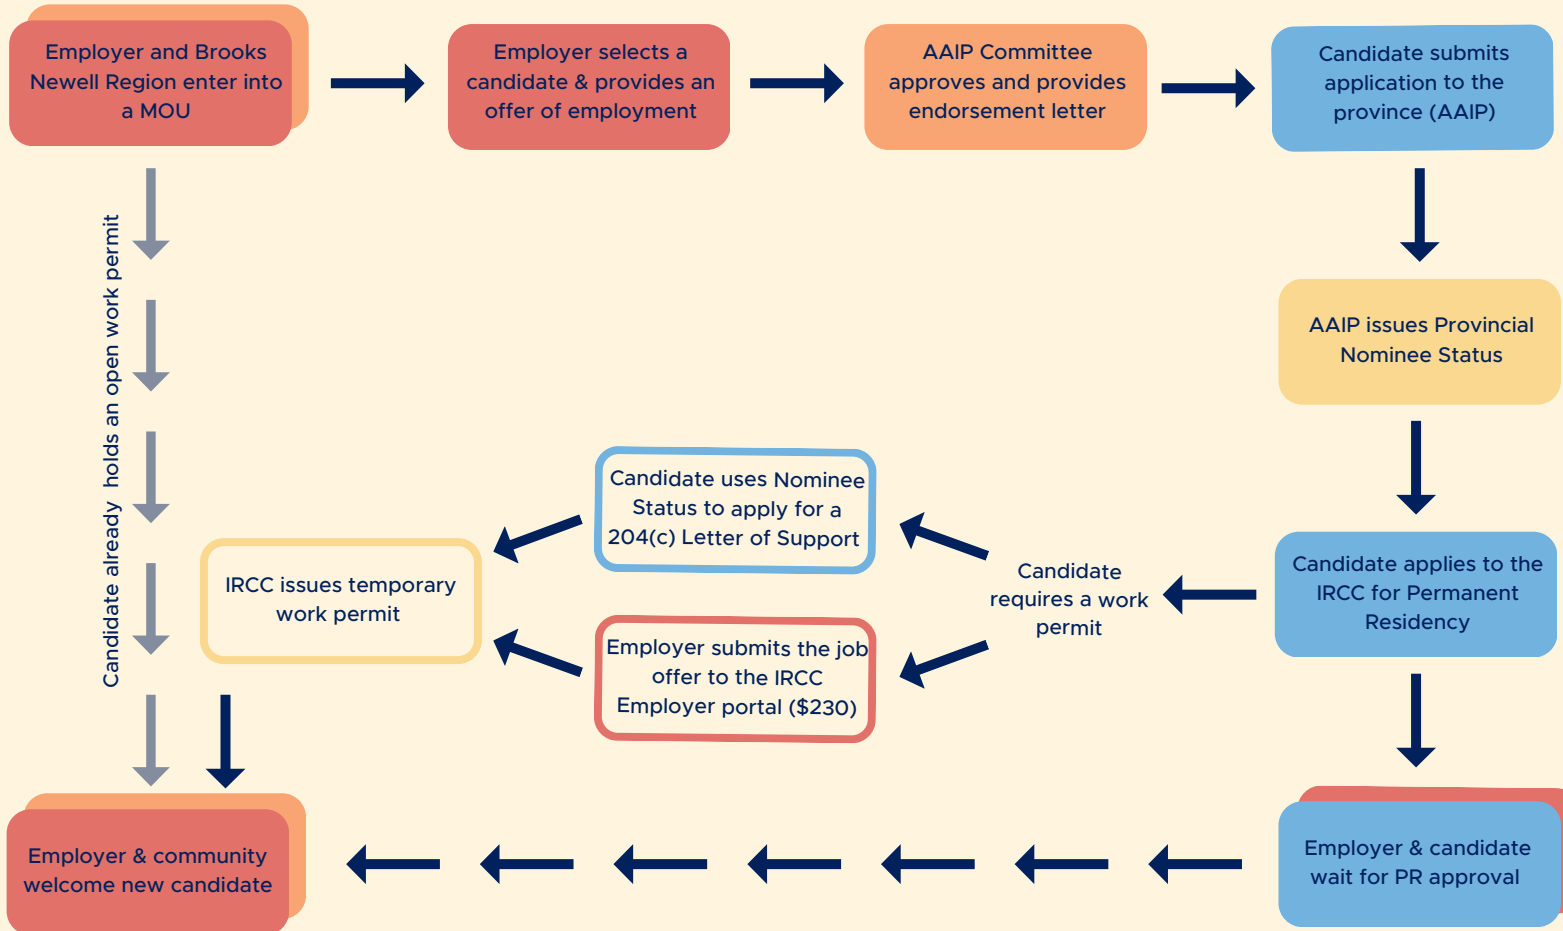 Employer and Brooks
Newell Region enter into
a MOU
Employer selects a
candidate & provides an
offer of employment
AAIP Committee
approves and provides
endorsement letter
Candidate submits
application to the
province (AAIP)
AAIP issues Provincial
Nominee Status
Candidate applies to the
IRCC for Permanent
Residency
Candidate
requires a work
permit
Candidate uses Nominee
Status to apply for a
204(c) Letter of Support
Employer submits the job
offer to the IRCC
Employer portal ($230)
IRCC issues temporary
work permit
Candidate already holds an open work permit
Employer & candidate
wait for PR approval
Employer & community
welcome new candidate